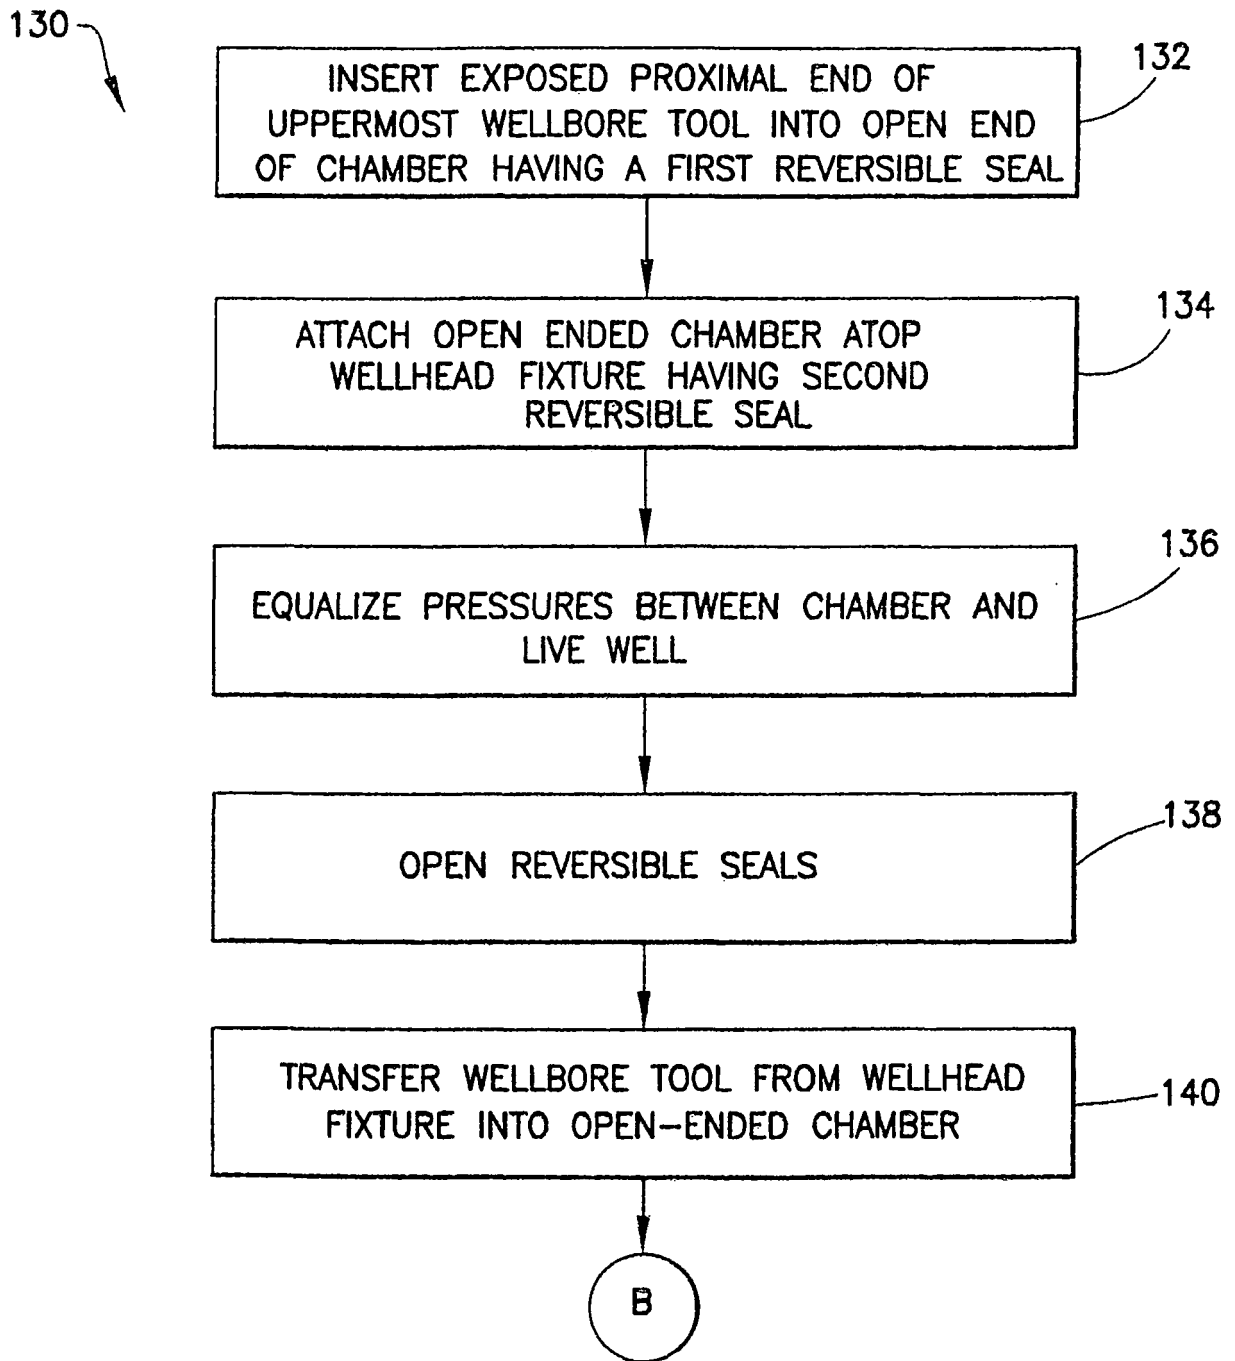 130
132
INSERT EXPOSED PROXIMAL END OF
UPPERMOST WELLBORE TOOL INTO OPEN END
OF CHAMBER HAVING A FIRST REVERSIBLE SEAL
134
ATTACH OPEN ENDED CHAMBER ATOP
WELLHEAD FIXTURE HAVING SECOND
REVERSIBLE SEAL
136
EQUALIZE PRESSURES BETWEEN CHAMBER AND
LIVE WELL
138
OPEN REVERSIBLE SEALS
140
TRANSFER WELLBORE TOOL FROM WELLHEAD
FIXTURE INTO OPEN-ENDED CHAMBER
B